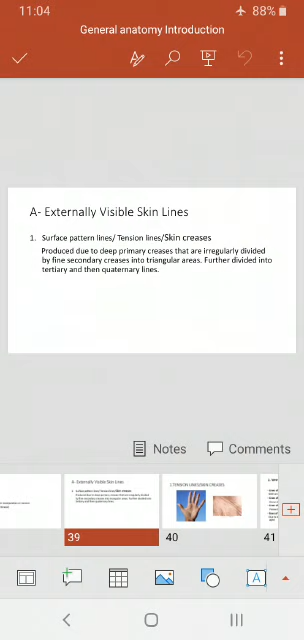 11:04
88%
General anatomy Introduction
A- Externally Visible Skin Lines
1. Surface pattern lines/ Tension lines/Skin creases
Produced due to deep primary creases that are irregularly divided
by fine secondary creases into triangular areas. Further divided into
tertiary and then quaternary lines.
Notes
Comments
A- Externally Visible Skin Lines
39
40
41
A